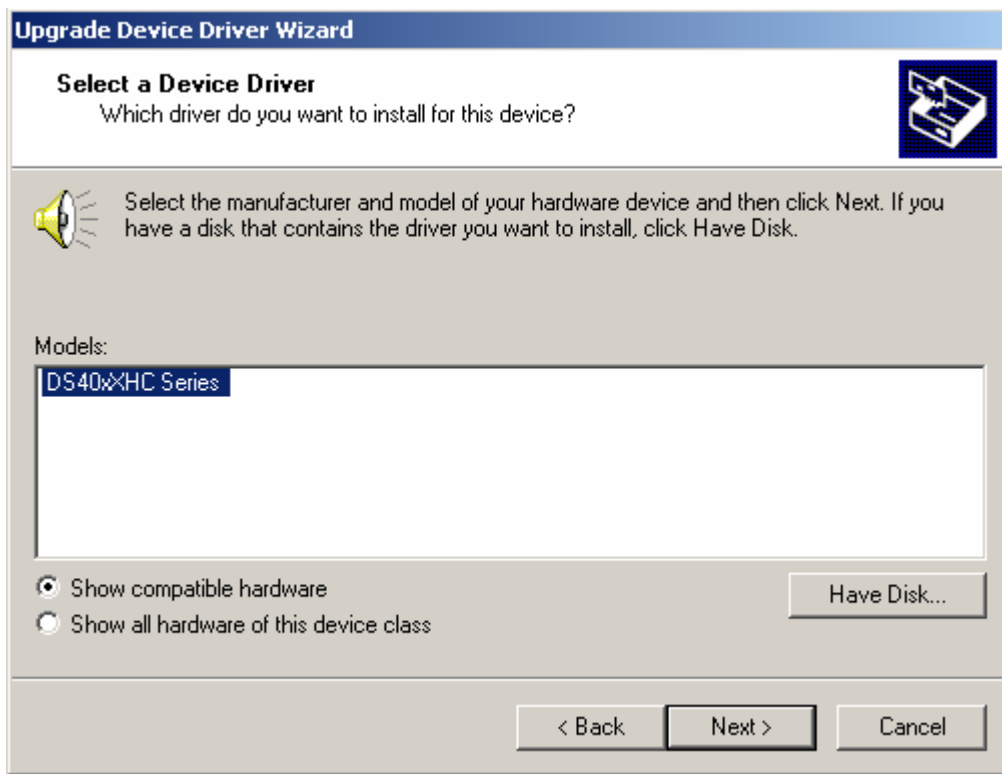 Upgrade Device Driver Wizard
Select a Device Driver
Which driver do you want to install for this device?
Select the manufacturer and model of your hardware device and then click Next. If you
have a disk that contains the driver you want to install, click Have Disk.
Models:
DS40xXHC Series
Show compatible hardware
Have Disk...
Show all hardware of this device class
< Back
Next >
Cancel